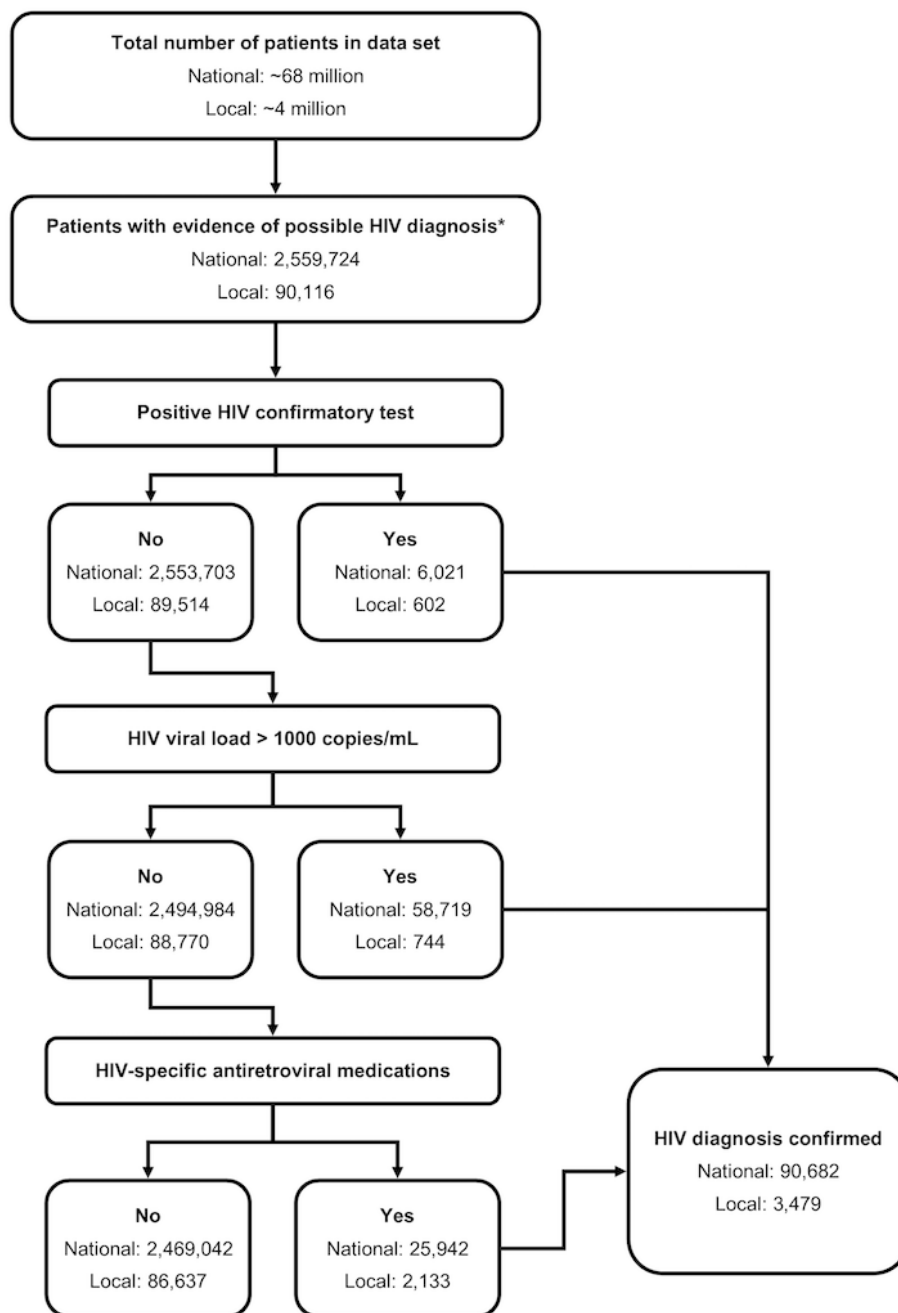 Total number of patients in data set
National: ~68 million
Local: ~4 million
Patients with evidence of possible HIV diagnosis*
National: 2,559,724
Local: 90,116
Positive HIV confirmatory test
No
National: 2,553,703
Local: 89,514
Yes
National: 6,021
Local: 602
HIV viral load > 1000 copies/mL
No
National: 2,494,984
Local: 88,770
Yes
National: 58,719
Local: 744
HIV-specific antiretroviral medications
No
National: 2,469,042
Local: 86,637
Yes
National: 25,942
Local: 2,133
HIV diagnosis confirmed
National: 90,682
Local: 3,479